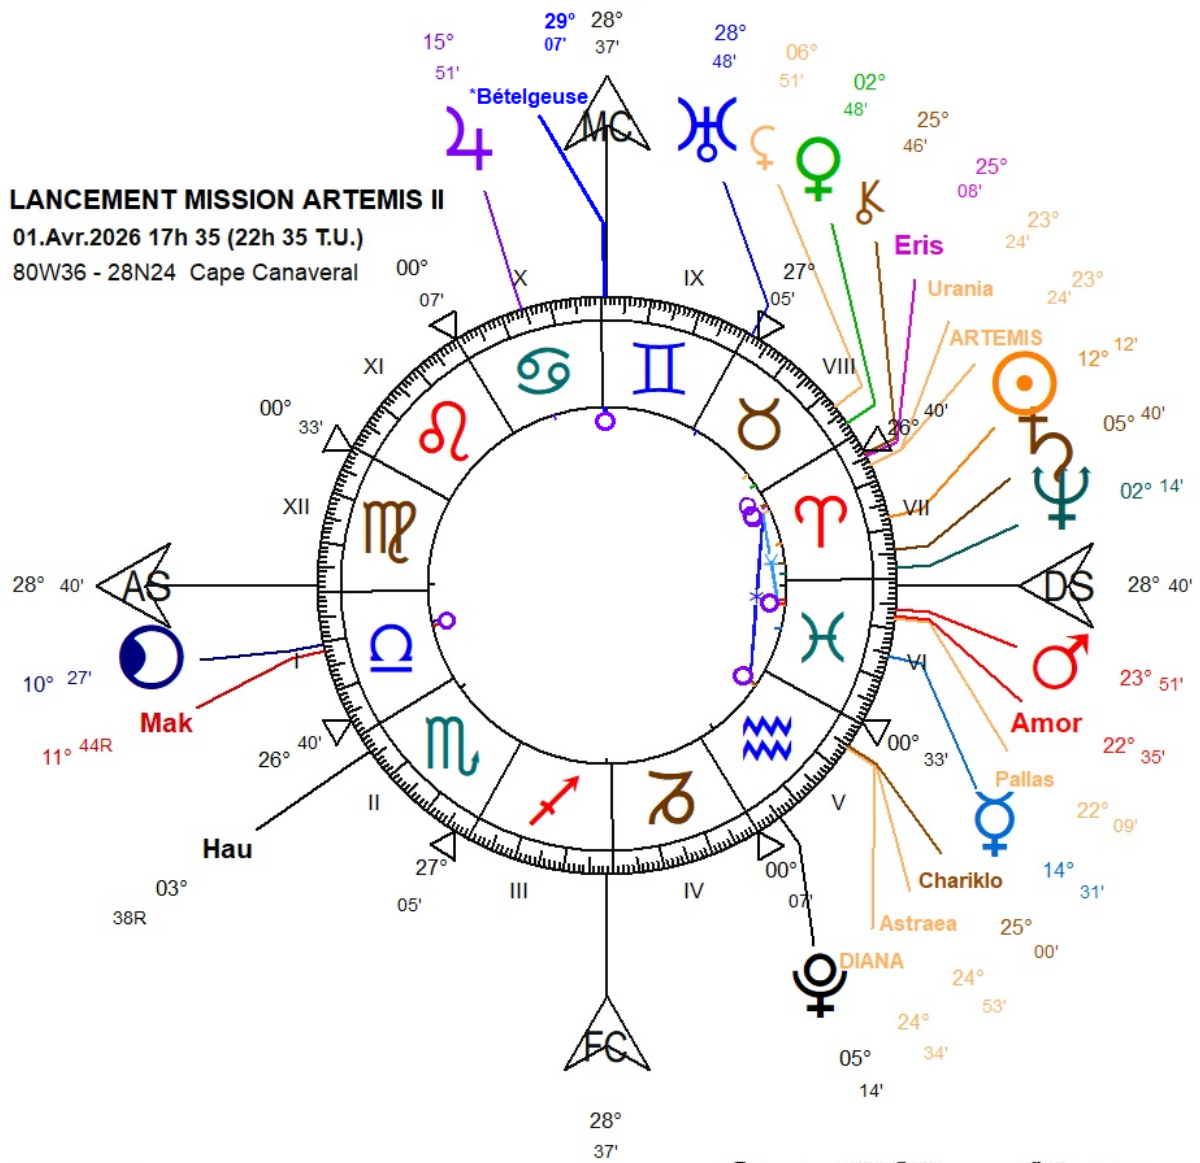 29° 28°
07' 37'
15°
51'
28°
48'
06°
51'
02°
48'
25°
46'
25°
08'
*Bétélgeuse
MC
LANCEMENT MISSION ARTEMIS II
01.Avr.2026 17h 35 (22h 35 T.U.)
80W36 - 28N24 Cape Canaveral
Eris
23°
24'
Urania
23°
24'
ARTEMIS
12° 12'
00°
07'
X
IX
27°
05'
XI
VIII
00°
33'
26° 40'
05° 40'
XII
VII
02° 14'
28° 40'
AS
DS
28° 40'
I
VI
10° 27'
Mak
11° 44R
23° 51'
Amor
22° 35'
26° 40'
II
00°
33'
V
Pallas
22°
09'
Hau
03°
38R
27°
05'
III
IV
00°
07'
Chariklo
14°
31'
Astraea
25°
00'
DIANA
24°
53'
24°
34'
05°
14'
FC
28°
37'